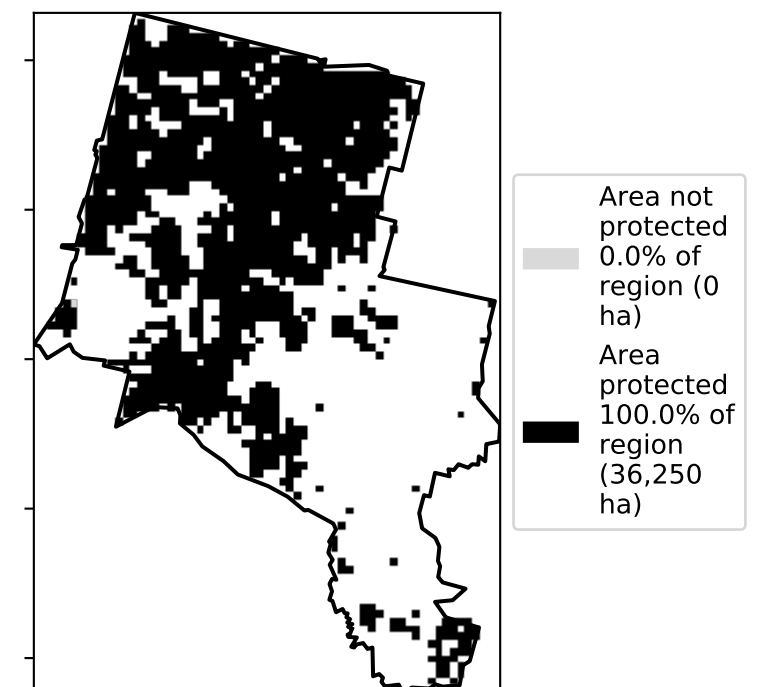 Area not
protected
0.0% of
region (0
ha)
Area
protected
100.0% of
region
(36,250
ha)